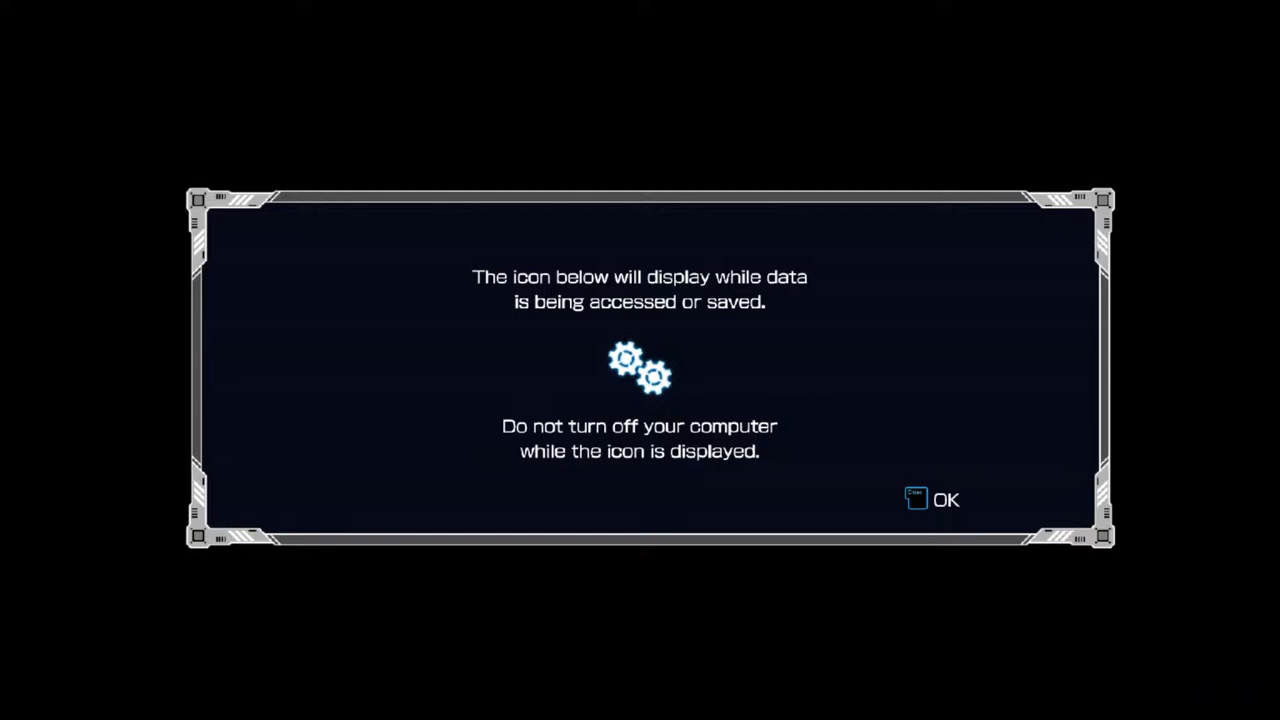 The icon below will display while data
is being accessed or saved.
Do not turn off your computer
while the icon is displayed.
OK